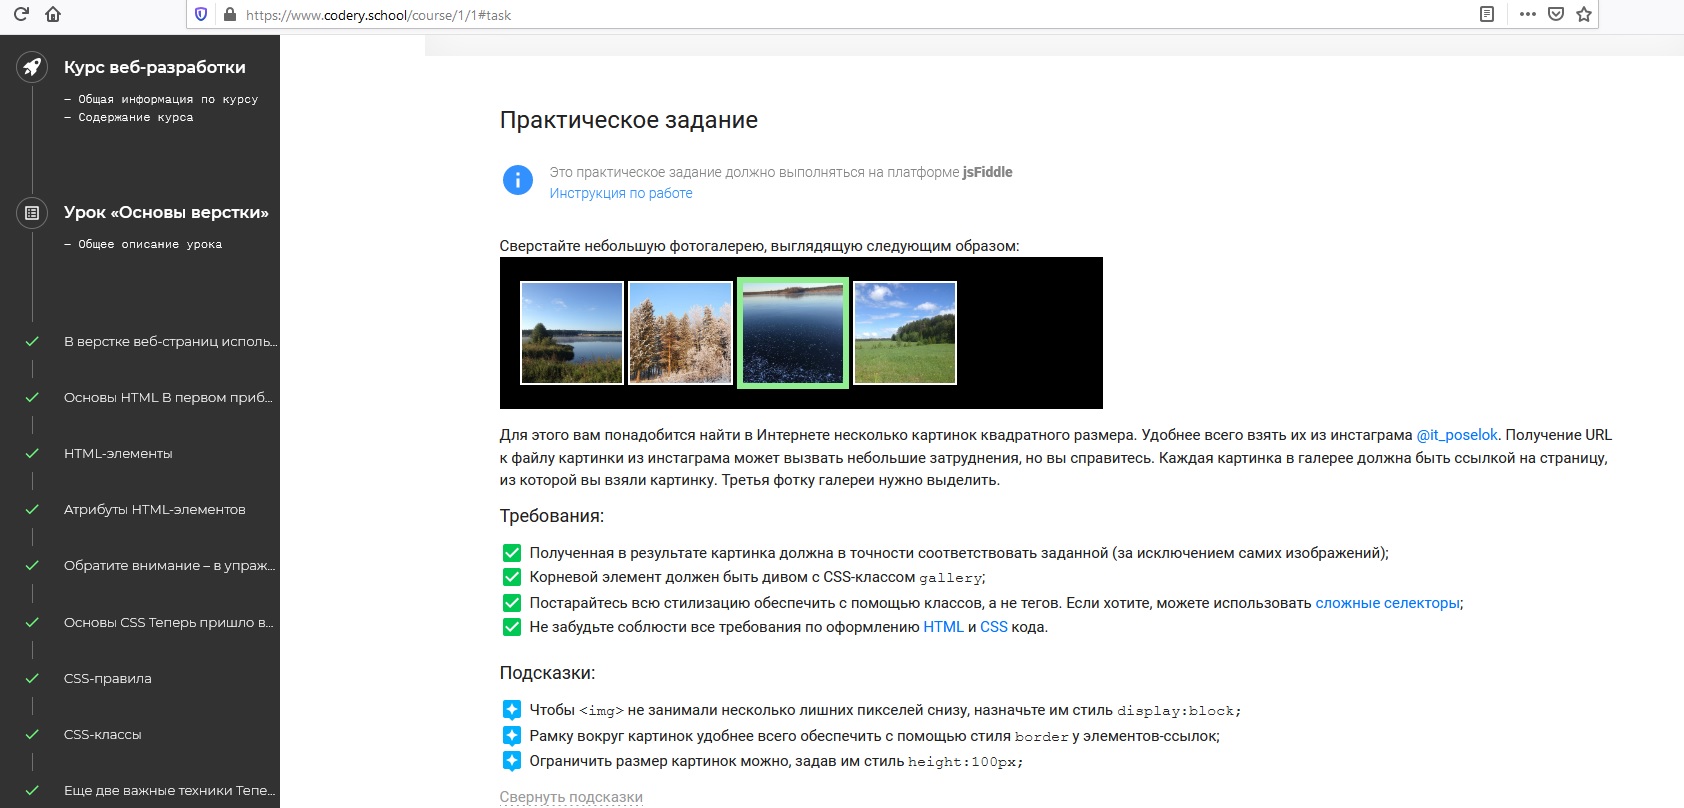 https://www.codery.school/course/1/1#task
Курс веб-разработки
– Общая информация по курсу
– Содержание курса
Урок «Основы верстки»
– Общее описание урока
В верстке веб-страниц исполь...
Основы HTML В первом приб...
HTML-элементы
Атрибуты HTML-элементов
Обратите внимание – в упраж...
Основы CSS Теперь пришло в...
CSS-правила
CSS-классы
Еще две важные техники Тепе...
Практическое задание
Это практическое задание должно выполняться на платформе jsFiddle
Инструкция по работе
Сверстайте небольшую фотогалерею, выглядящую следующим образом:
Для этого вам понадобится найти в Интернете несколько картинок квадратного размера. Удобнее всего взять их из инстаграма @it_poselok. Получение URL
к файлу картинки из инстаграма может вызвать небольшие затруднения, но вы справитесь. Каждая картинка в галерее должна быть ссылкой на страницу,
из которой вы взяли картинку. Третья фотку галереи нужно выделить.
Требования:
Полученная в результате картинка должна в точности соответствовать заданной (за исключением самих изображений);
Корневой элемент должен быть дивом с CSS-классом gallery;
Постарайтесь всю стилизацию обеспечить с помощью классов, а не тегов. Если хотите, можете использовать сложные селекторы;
Не забудьте соблюсти все требования по оформлению HTML и CSS кода.
Подсказки:
Чтобы <img> не занимали несколько лишних пикселей снизу, назначьте им стиль display:block;
Рамку вокруг картинок удобнее всего обеспечить с помощью стиля border у элементов-ссылок;
Ограничить размер картинок можно, задав им стиль height:100px;
Свернуть подсказки